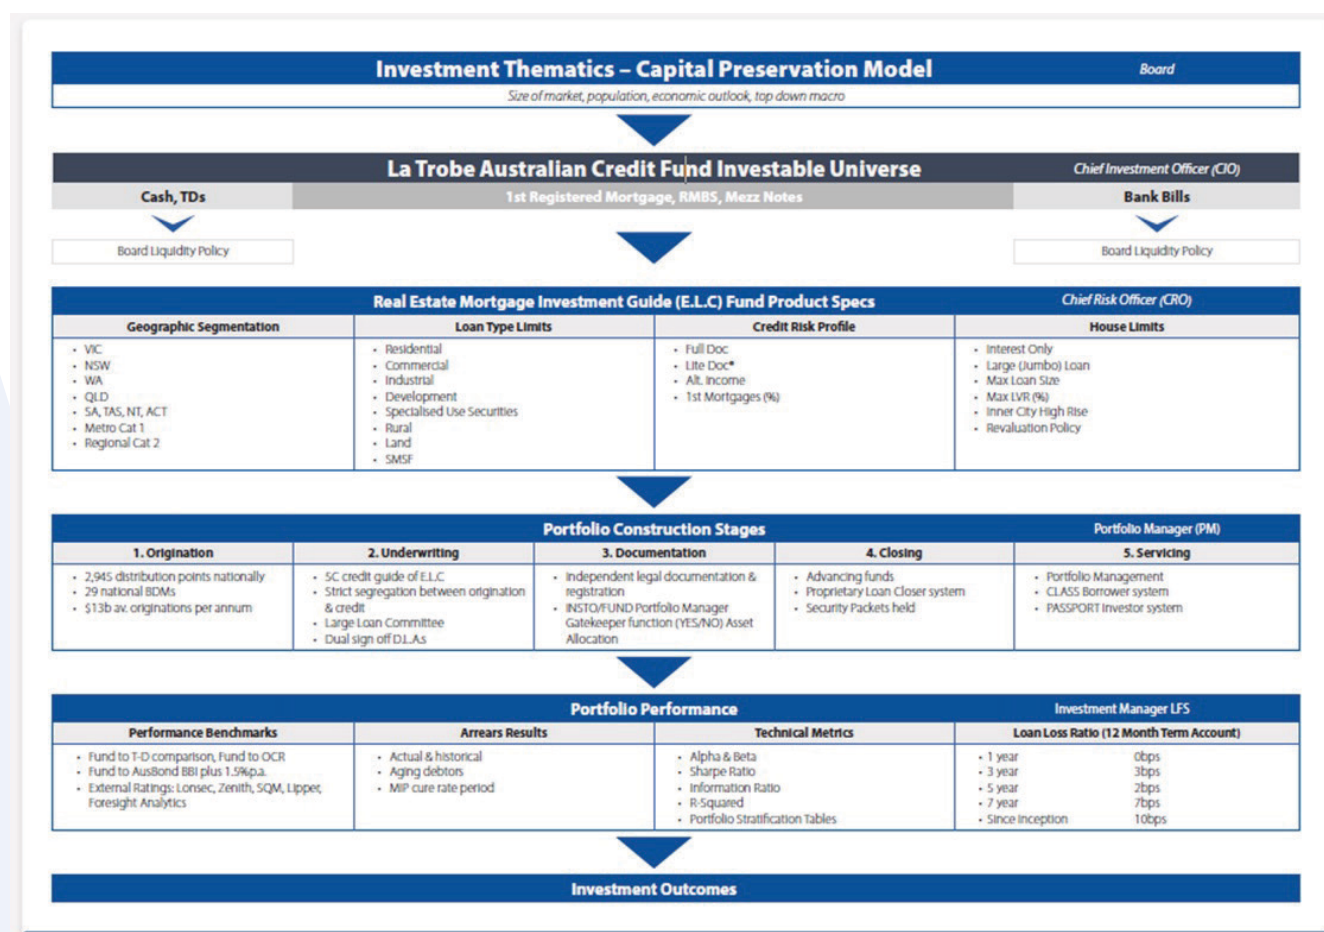 Investment Thematics – Capital Preservation Model
Board
Size of market, population, economic outlook, top down macro
La Trobe Australian Credit Fund Investable Universe
Chief Investment Officer (CIO)
Cash, TDs
1st Registered Mortgage, RMBS, Mezz Notes
Bank Bills
Board Liquidity Policy
Board Liquidity Policy
Real Estate Mortgage Investment Guide (E.L.C) Fund Product Specs
Chief Risk Officer (CRO)
Geographic Segmentation
• VIC
• NSW
• WA
• QLD
• SA, TAS, NT, ACT
• Metro Cat 1
• Regional Cat 2
Loan Type Limits
• Residential
• Commercial
• Industrial
• Development
• Specialised Use Securities
• Rural
• Land
• SMSF
Credit Risk Profile
• Full Doc
• Lite Doc*
• Alt. Income
• 1st Mortgages (%)
House Limits
• Interest Only
• Large (Jumbo) Loan
• Max Loan Size
• Max LVR (%)
• Inner City High Rise
• Revaluation Policy
Portfolio Construction Stages
Portfolio Manager (PM)
1. Origination
• 2,945 distribution points nationally
• 29 national BDMs
• $13b av. originations per annum
2. Underwriting
• 5C credit guide of E.L.C
• Strict segregation between origination
& credit
• Large Loan Committee
• Dual sign off D.L.A.s
3. Documentation
• Independent legal documentation &
registration
• INSTO/FUND Portfolio Manager
Gatekeeper function (YES/NO) Asset
Allocation
4. Closing
• Advancing funds
• Proprietary Loan Closer system
• Security Packets held
5. Servicing
• Portfolio Management
• CLASS Borrower system
• PASSPORT Investor system
Portfolio Performance
Investment Manager LFS
Performance Benchmarks
• Fund to T-D comparison, Fund to OCR
• Fund to AusBond BBI plus 1.5%p.a.
• External Ratings: Lonsec, Zenith, SQM, Lipper,
Foresight Analytics
Arrears Results
• Actual & historical
• Aging debtors
• MIP cure rate period
Technical Metrics
• Alpha & Beta
• Sharpe Ratio
• Information Ratio
• R-Squared
• Portfolio Stratification Tables
Loan Loss Ratio (12 Month Term Account)
• 1 year 0bps
• 3 year 3bps
• 5 year 2bps
• 7 year 7bps
• Since Inception 10bps
Investment Outcomes